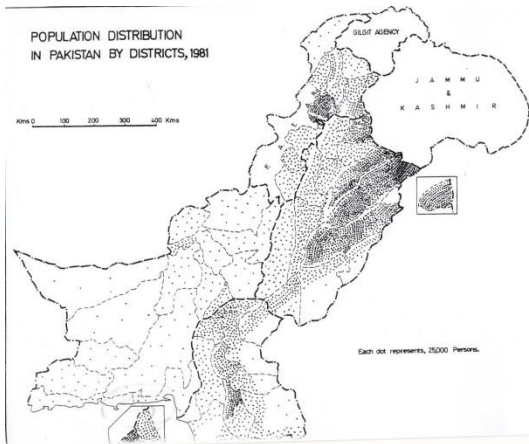 POPULATION DISTRIBUTION
IN PAKISTAN BY DISTRICTS, 1981
GILGIT AGENCY
JAMMU
&
KASHMIR
Kms 0 100 200 300 400 Kms
Each dot represents, 25,000 Persons.